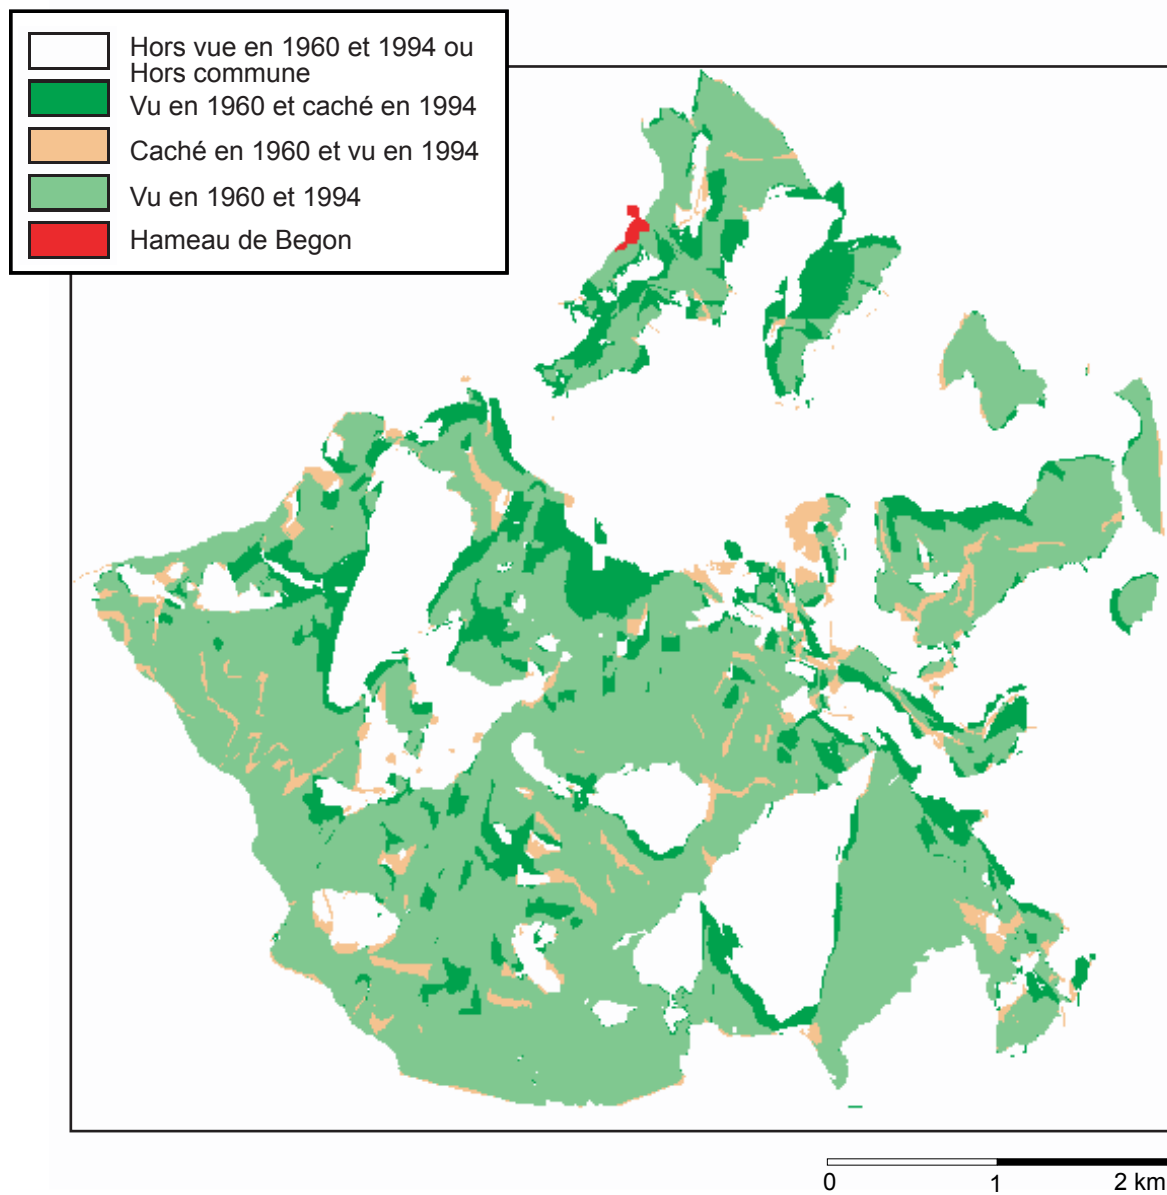 Hors vue en 1960 et 1994 ou
Hors commune
Vu en 1960 et caché en 1994
Caché en 1960 et vu en 1994
Vu en 1960 et 1994
Hameau de Begon
0 1 2 km